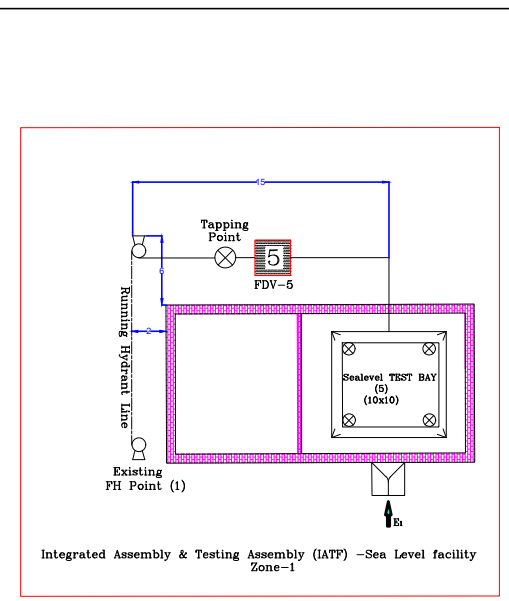 15
Tapping
Point
5
FDV-5
6
2
Running Hydrant Line
Sealevel TEST BAY
(5)
(10x10)
Existing
FH Point (1)
E1
Integrated Assembly & Testing Assembly (IATF) -Sea Level facility
Zone-1